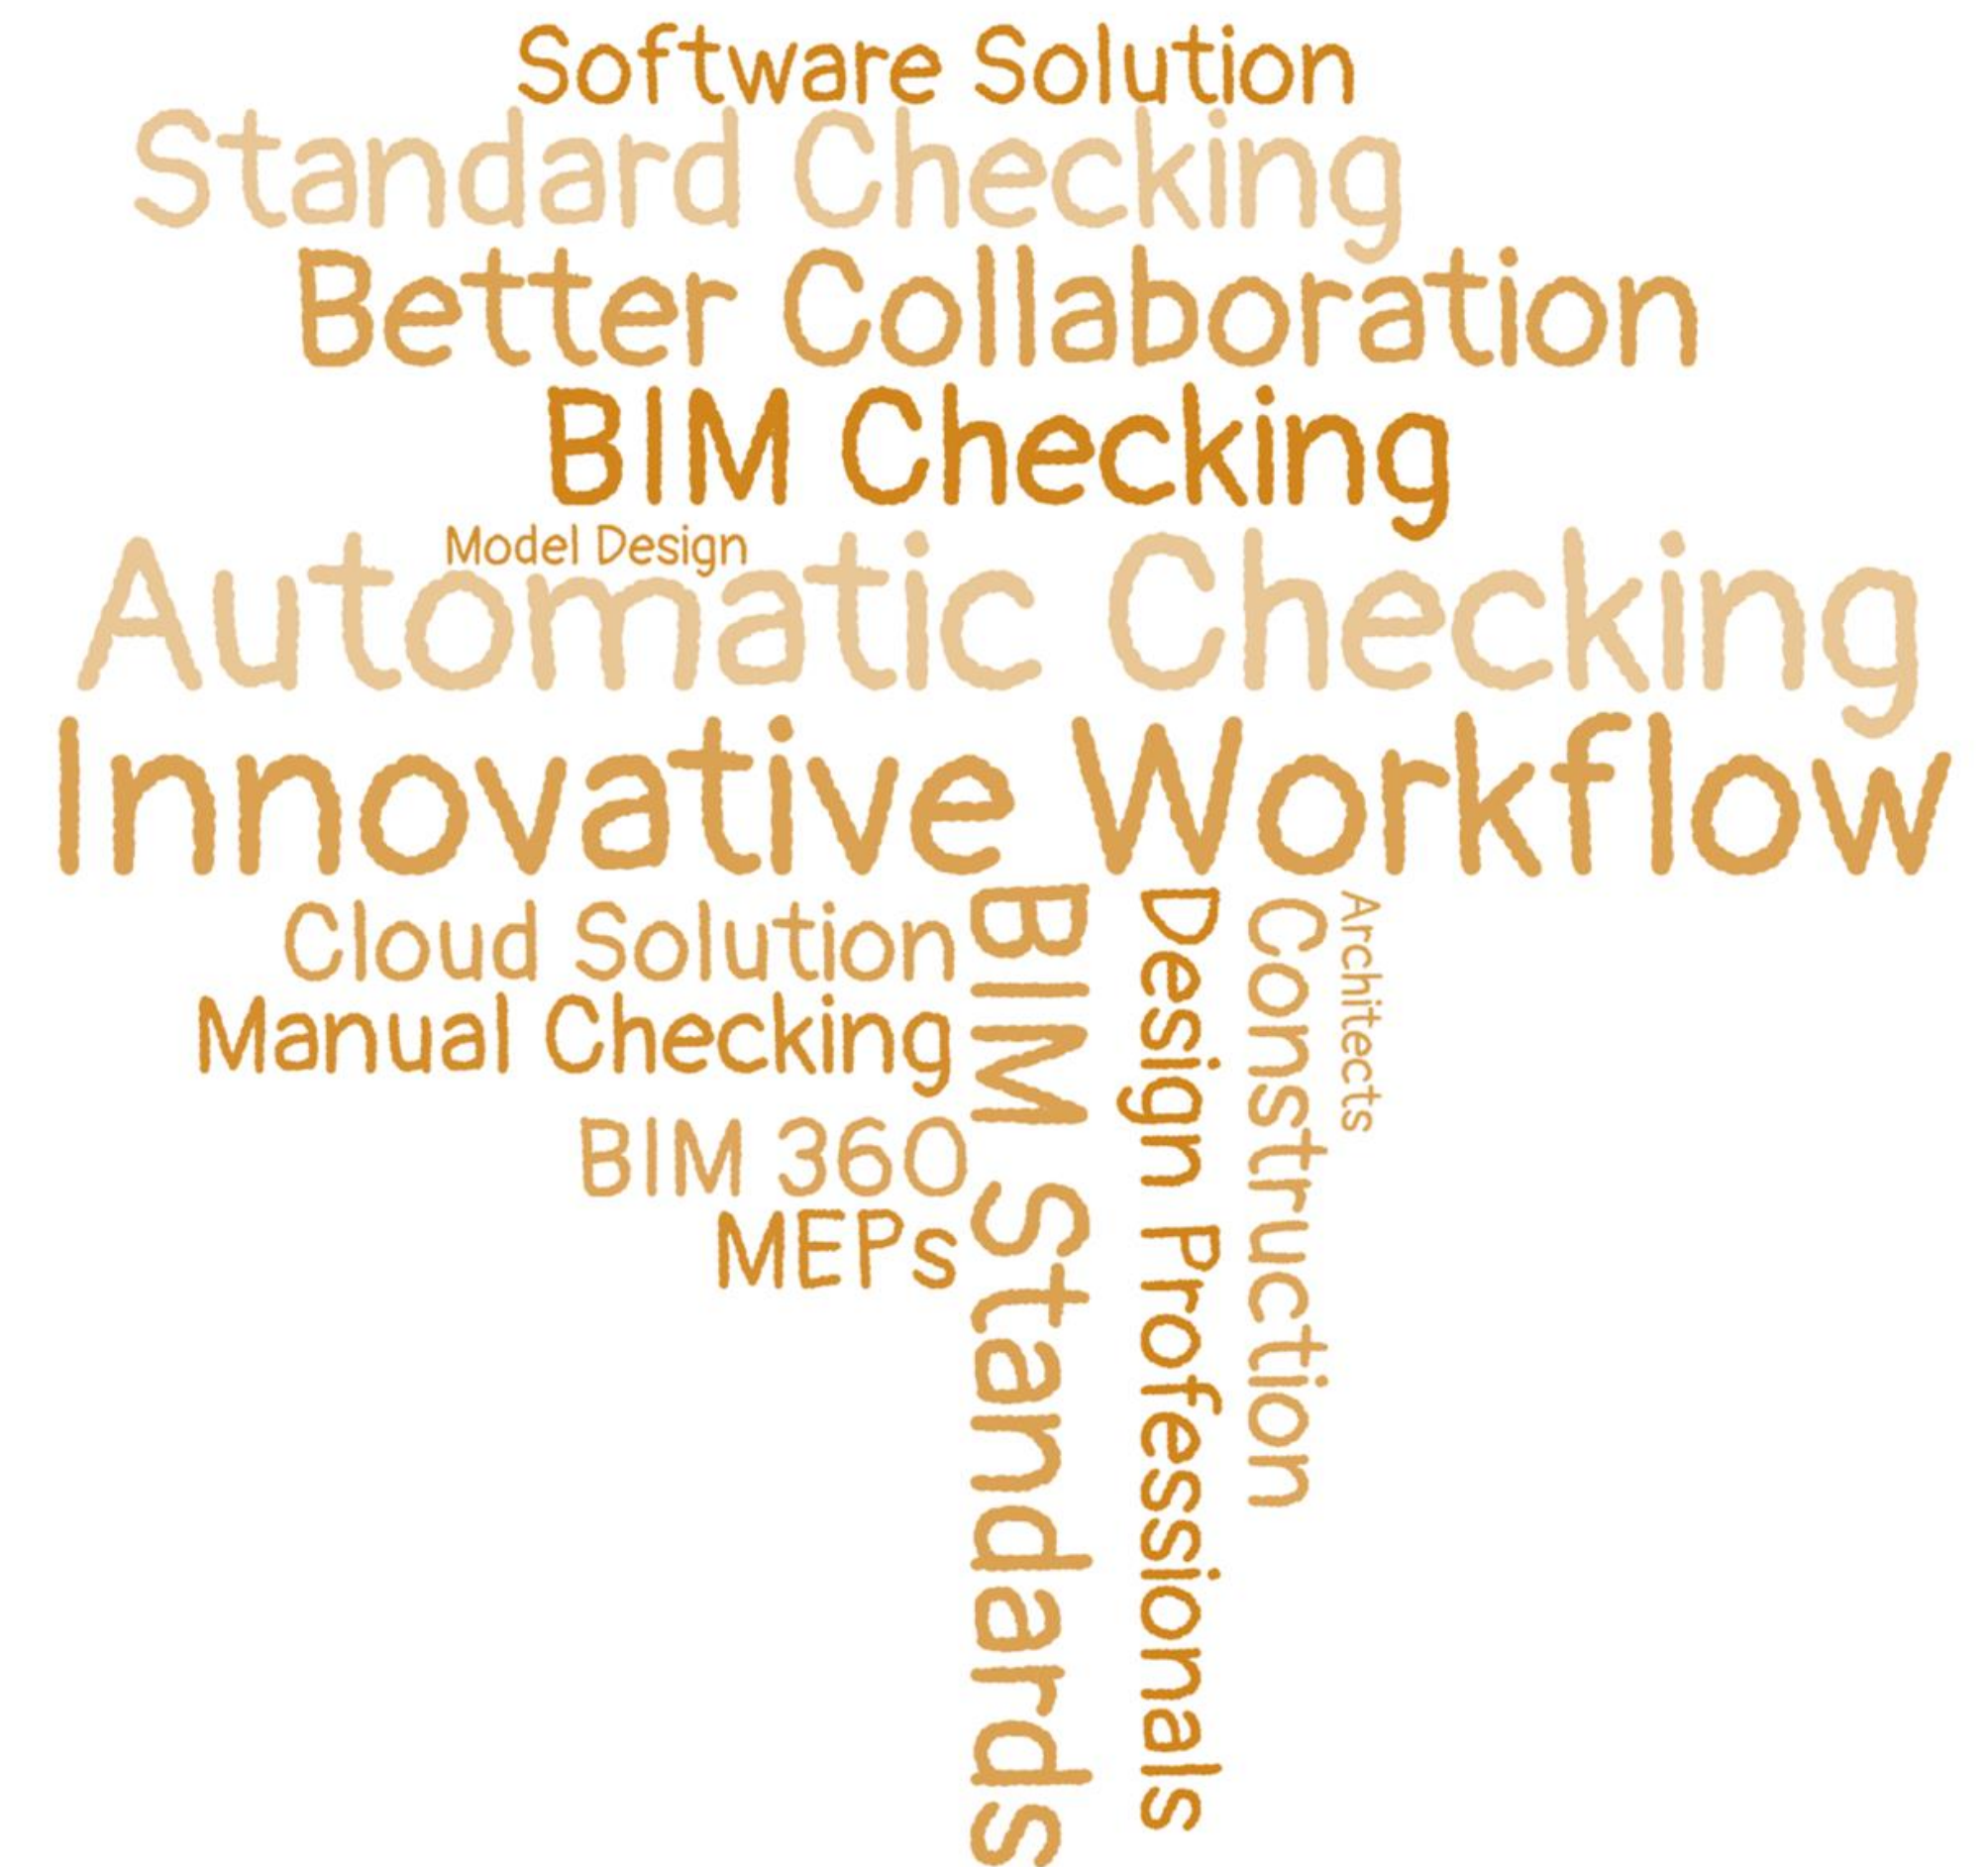 Software Solution
Standard Checking
Better Collaboration
BIM Checking
Model Design
Automatic Checking
Innovative Workflow
Cloud Solution
Manual Checking
BIM 360
MEPs
BIM Standards
Design Professionals
Construction
Architects